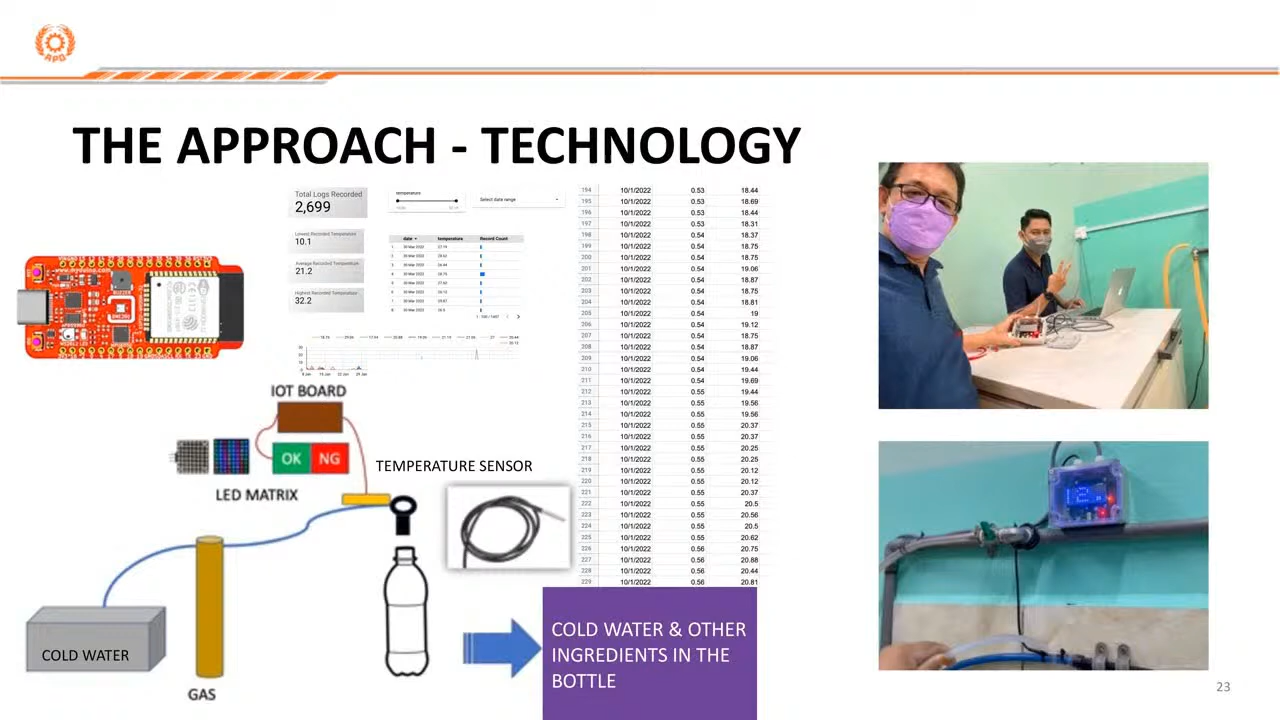 APO
THE APPROACH - TECHNOLOGY
Total Logs Recorded
2,699
Lowest Recorded Temperature
10.1
Average Recorded Temperature
21.2
Highest Recorded Temperature
32.2
temperature
Select date range
date temperature Record Count
194 10/1/2022 0.53 18.44
195 10/1/2022 0.53 18.69
196 10/1/2022 0.53 18.44
197 10/1/2022 0.53 18.31
198 10/1/2022 0.54 18.37
199 10/1/2022 0.54 18.75
200 10/1/2022 0.54 18.75
201 10/1/2022 0.54 19.06
202 10/1/2022 0.54 18.87
203 10/1/2022 0.54 18.75
204 10/1/2022 0.54 18.81
205 10/1/2022 0.54 19
206 10/1/2022 0.54 19.12
207 10/1/2022 0.54 18.75
208 10/1/2022 0.54 18.87
209 10/1/2022 0.54 19.06
210 10/1/2022 0.54 19.44
211 10/1/2022 0.54 19.69
212 10/1/2022 0.55 19.44
213 10/1/2022 0.55 19.56
214 10/1/2022 0.55 19.56
215 10/1/2022 0.55 20.37
216 10/1/2022 0.55 20.37
217 10/1/2022 0.55 20.25
218 10/1/2022 0.55 20.25
219 10/1/2022 0.55 20.12
220 10/1/2022 0.55 20.12
221 10/1/2022 0.55 20.37
222 10/1/2022 0.55 20.5
223 10/1/2022 0.55 20.56
224 10/1/2022 0.55 20.5
225 10/1/2022 0.55 20.62
226 10/1/2022 0.56 20.75
227 10/1/2022 0.56 20.88
228 10/1/2022 0.56 20.44
229 10/1/2022 0.56 20.81
IOT BOARD
OK NG
LED MATRIX
TEMPERATURE SENSOR
COLD WATER
GAS
COLD WATER & OTHER
INGREDIENTS IN THE
BOTTLE
23